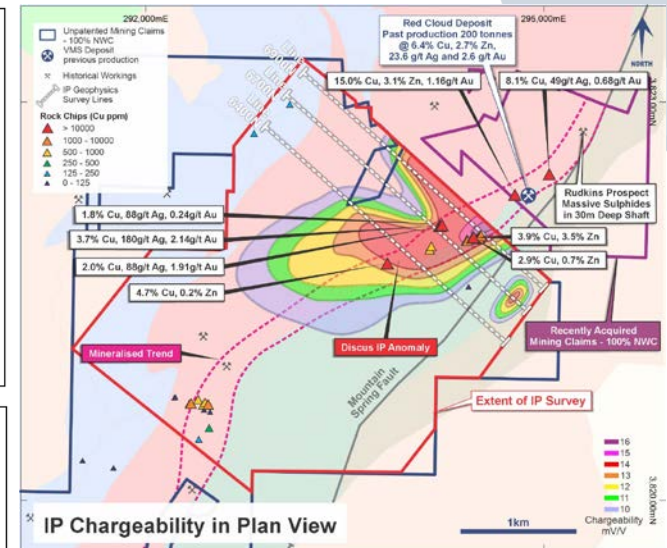 292,000mE
295,000mE
Unpatented Mining Claims
- 100% NWC
VMS Deposit
previous production
Historical Workings
IP Geophysics
Survey Lines
Rock Chips (Cu ppm)
> 10000
1000 - 10000
500 - 1000
250 - 500
125 - 250
0 - 125
Red Cloud Deposit
Past production 200 tonnes
@ 6.4% Cu, 2.7% Zn,
23.6 g/t Ag and 2.6 g/t Au
NORTH
15.0% Cu, 3.1% Zn, 1.16g/t Au
8.1% Cu, 49g/t Ag, 0.68g/t Au
3,823.00mN
Rudkins Prospect
Massive Sulphides
in 30m Deep Shaft
1.8% Cu, 88g/t Ag, 0.24g/t Au
3.7% Cu, 180g/t Ag, 2.14g/t Au
2.0% Cu, 88g/t Ag, 1.91g/t Au
4.7% Cu, 0.2% Zn
3.9% Cu, 3.5% Zn
2.9% Cu, 0.7% Zn
Mineralised Trend
Discus IP Anomaly
Recently Acquired
Mining Claims - 100% NWC
Mountain
Spring Fault
Extent of IP Survey
16
15
14
13
12
11
10
Chargeability
mV/V
3,820.00mN
IP Chargeability in Plan View
1km